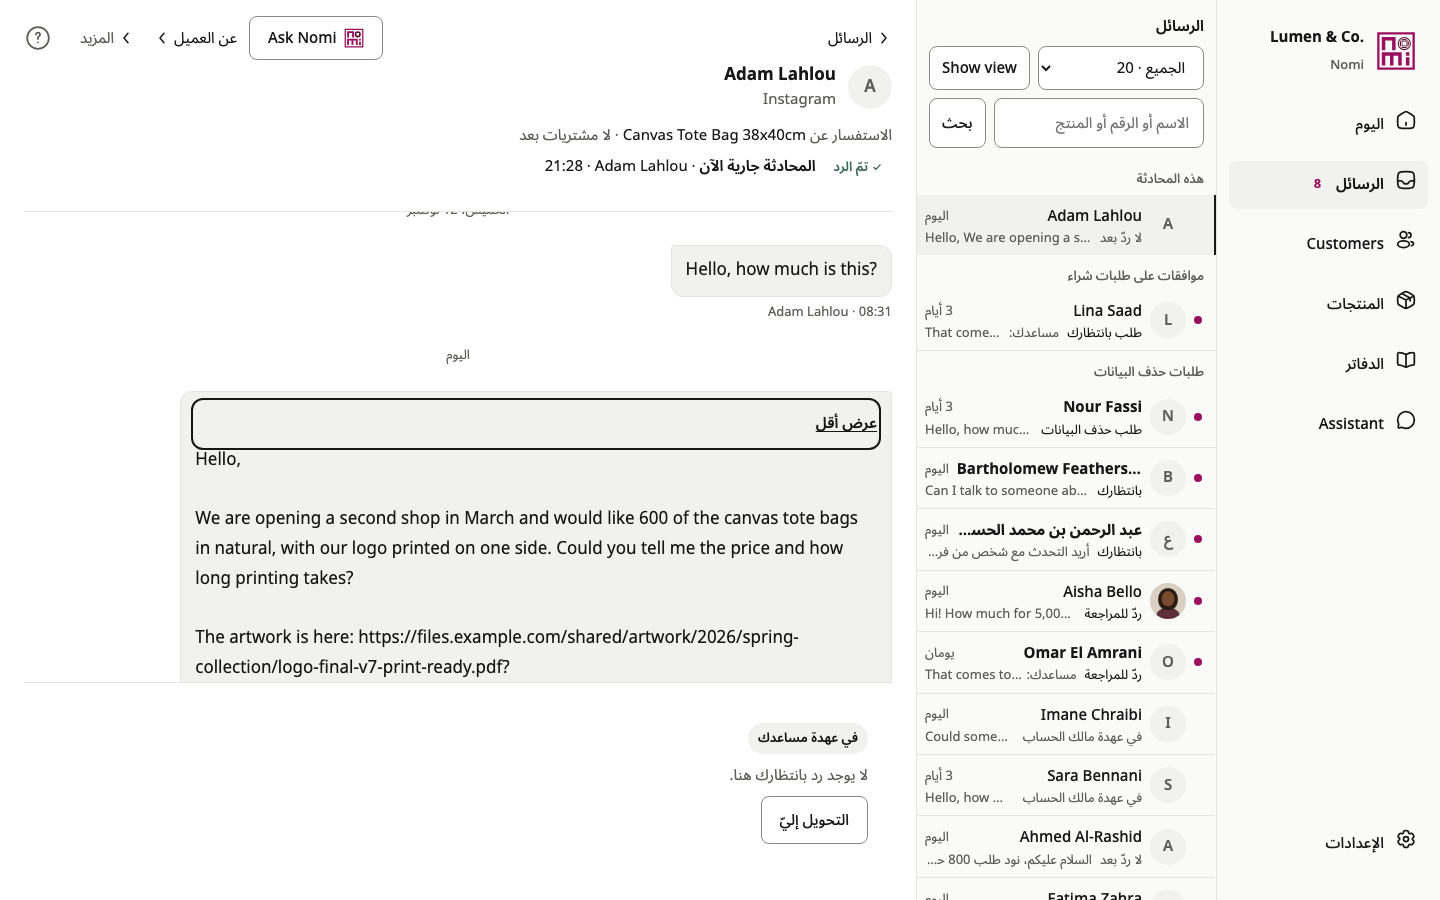 Lumen & Co.
Nomi
اليوم
الرسائل 8
Customers
المنتجات
الدفاتر
Assistant
الإعدادات
الرسائل
الجميع · 20
Show view
الاسم أو الرقم أو المنتج
بحث
هذه المحادثة
A
Adam Lahlou اليوم
لا ردّ بعد Hello, We are opening a s...
موافقات على طلبات شراء
L
Lina Saad 3 أيام
طلب بانتظارك مساعدك: That come...
طلبات حذف البيانات
N
Nour Fassi 3 أيام
طلب حذف البيانات Hello, how muc...
B
Bartholomew Feathers... اليوم
بانتظارك Can I talk to someone ab...
ع
عبد الرحمن بن محمد الحس... اليوم
بانتظارك أريد التحدث مع شخص من فر...
Aisha Bello اليوم
ردّ للمراجعة Hi! How much for 5,00...
O
Omar El Amrani يومان
ردّ للمراجعة مساعدك: That comes to...
I
Imane Chraibi اليوم
في عهدة مالك الحساب Could some...
S
Sara Bennani 3 أيام
في عهدة مالك الحساب Hello, how ...
A
Ahmed Al-Rashid اليوم
لا ردّ بعد السلام عليكم، نود طلب 800 حـ...
Fatima Zahra اليوم
الرسائل
Ask Nomi
عن العميل
المزيد
?
A
Adam Lahlou
Instagram
الاستفسار عن Canvas Tote Bag 38x40cm · لا مشتريات بعد
تمّ الرد المحادثة جارية الآن · Adam Lahlou · 21:28
الخميس، 12 نوفمبر
Hello, how much is this?
Adam Lahlou · 08:31
اليوم
عرض أقل
Hello,
We are opening a second shop in March and would like 600 of the canvas tote bags
in natural, with our logo printed on one side. Could you tell me the price and how
long printing takes?
The artwork is here: https://files.example.com/shared/artwork/2026/spring-
collection/logo-final-v7-print-ready.pdf?
في عهدة مساعدك
لا يوجد رد بانتظارك هنا.
التحويل إليّ